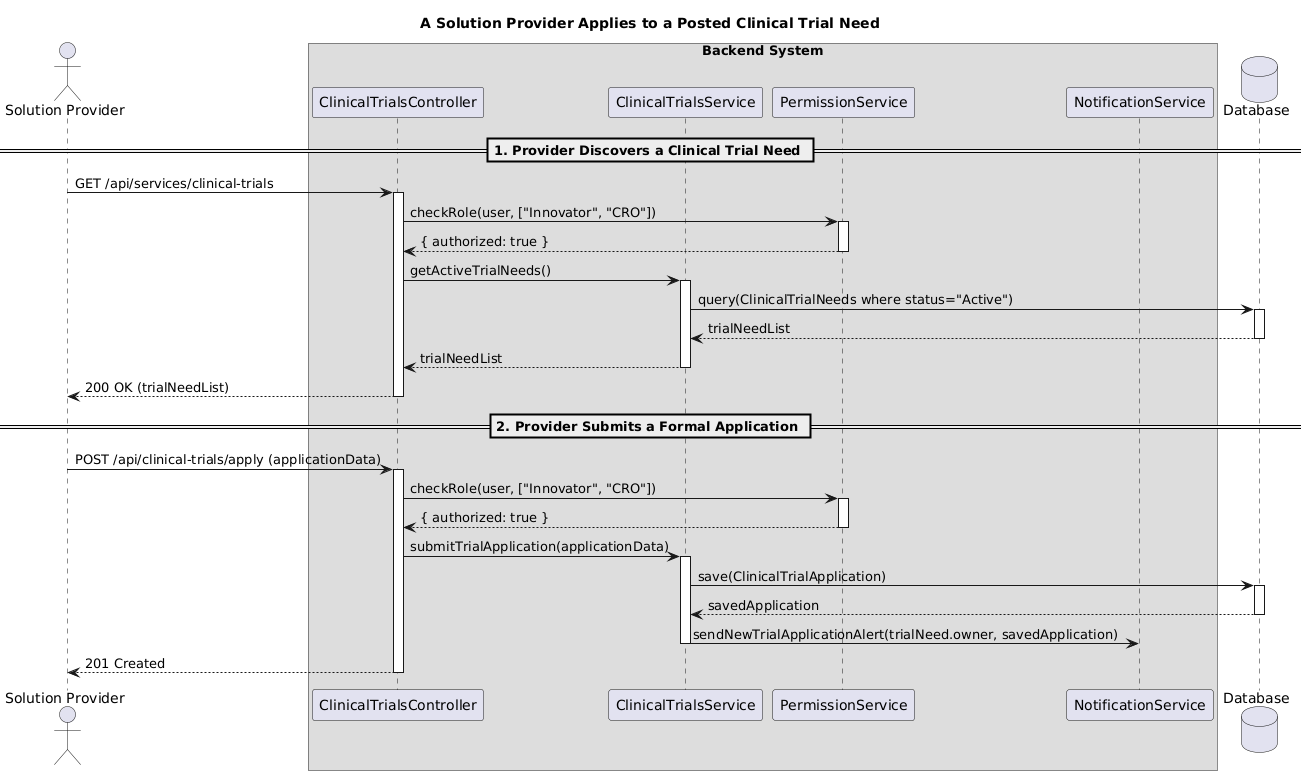 A Solution Provider Applies to a Posted Clinical Trial Need
Backend System
Solution Provider
ClinicalTrialsController
ClinicalTrialsService
PermissionService
NotificationService
Database
1. Provider Discovers a Clinical Trial Need
GET /api/services/clinical-trials
checkRole(user, ["Innovator", "CRO"])
{ authorized: true }
getActiveTrialNeeds()
query(ClinicalTrialNeeds where status="Active")
trialNeedList
trialNeedList
200 OK (trialNeedList)
2. Provider Submits a Formal Application
POST /api/clinical-trials/apply (applicationData)
checkRole(user, ["Innovator", "CRO"])
{ authorized: true }
submitTrialApplication(applicationData)
save(ClinicalTrialApplication)
savedApplication
sendNewTrialApplicationAlert(trialNeed.owner, savedApplication)
201 Created
Solution Provider
ClinicalTrialsController
ClinicalTrialsService
PermissionService
NotificationService
Database